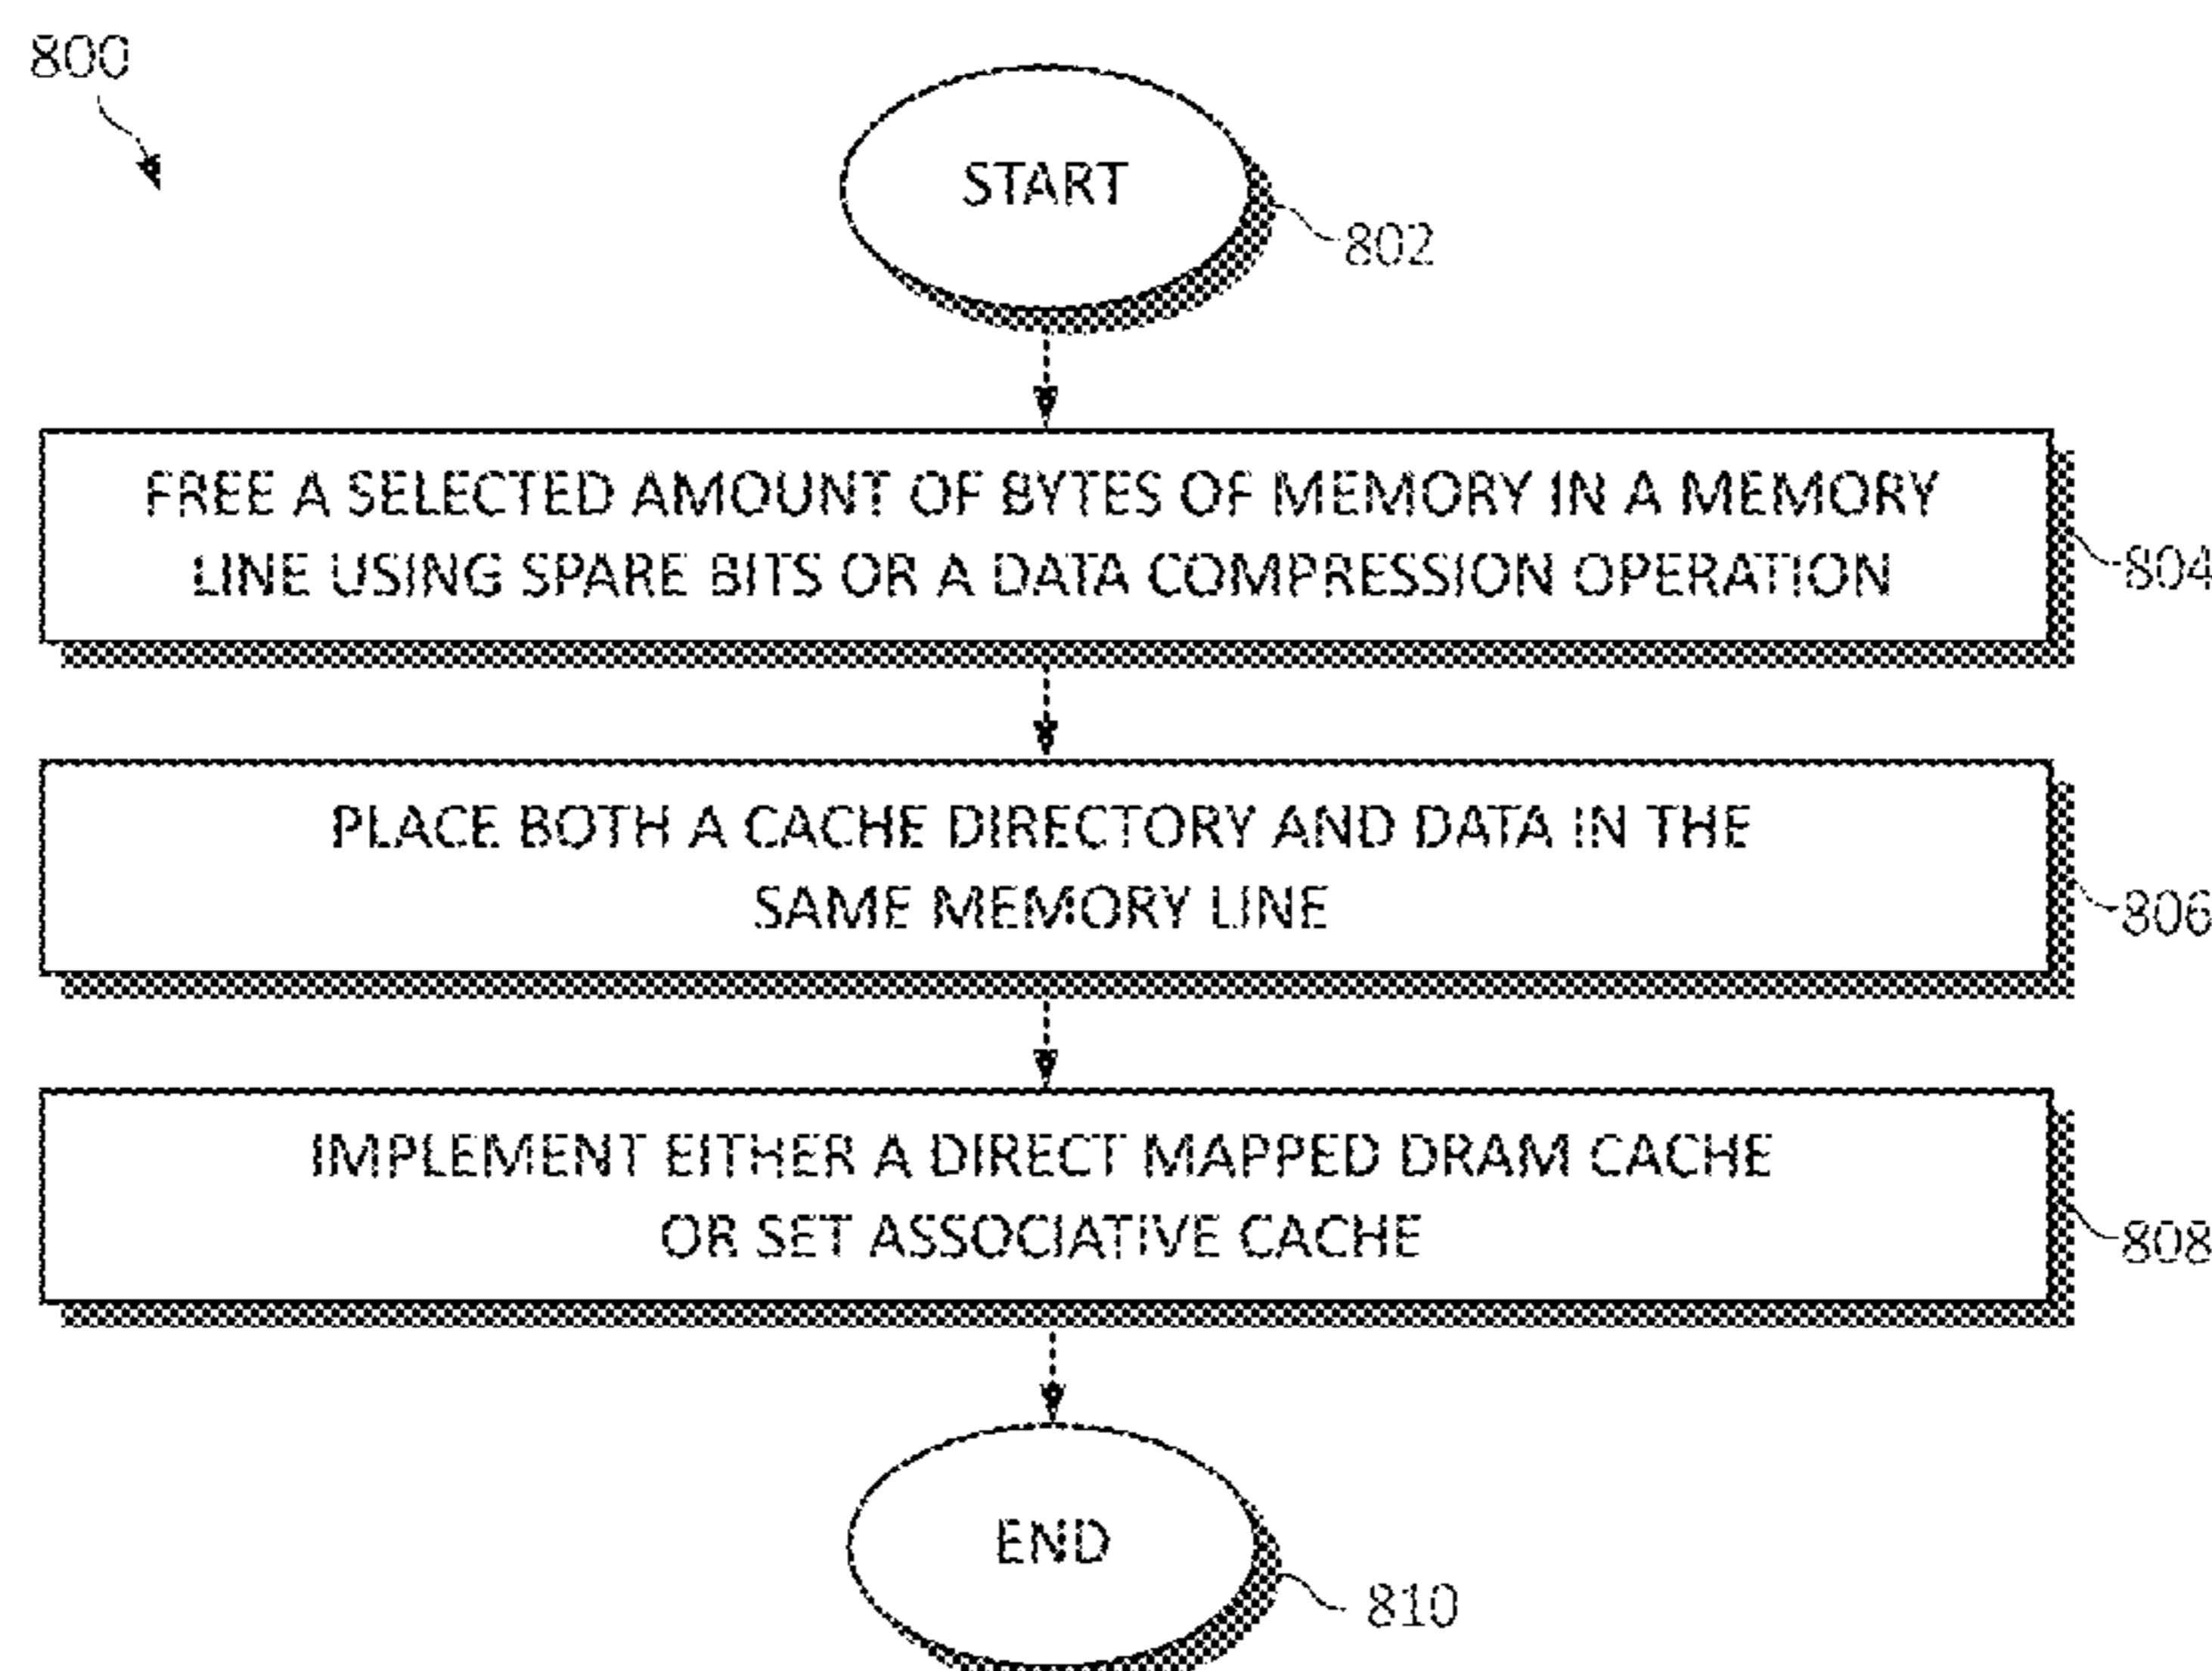 800
START
802
FREE A SELECTED AMOUNT OF BYTES OF MEMORY IN A MEMORY
LINE USING SPARE BITS OR A DATA COMPRESSION OPERATION
804
PLACE BOTH A CACHE DIRECTORY AND DATA IN THE
SAME MEMORY LINE
806
IMPLEMENT EITHER A DIRECT MAPPED DRAM CACHE
OR SET ASSOCIATIVE CACHE
808
END
810